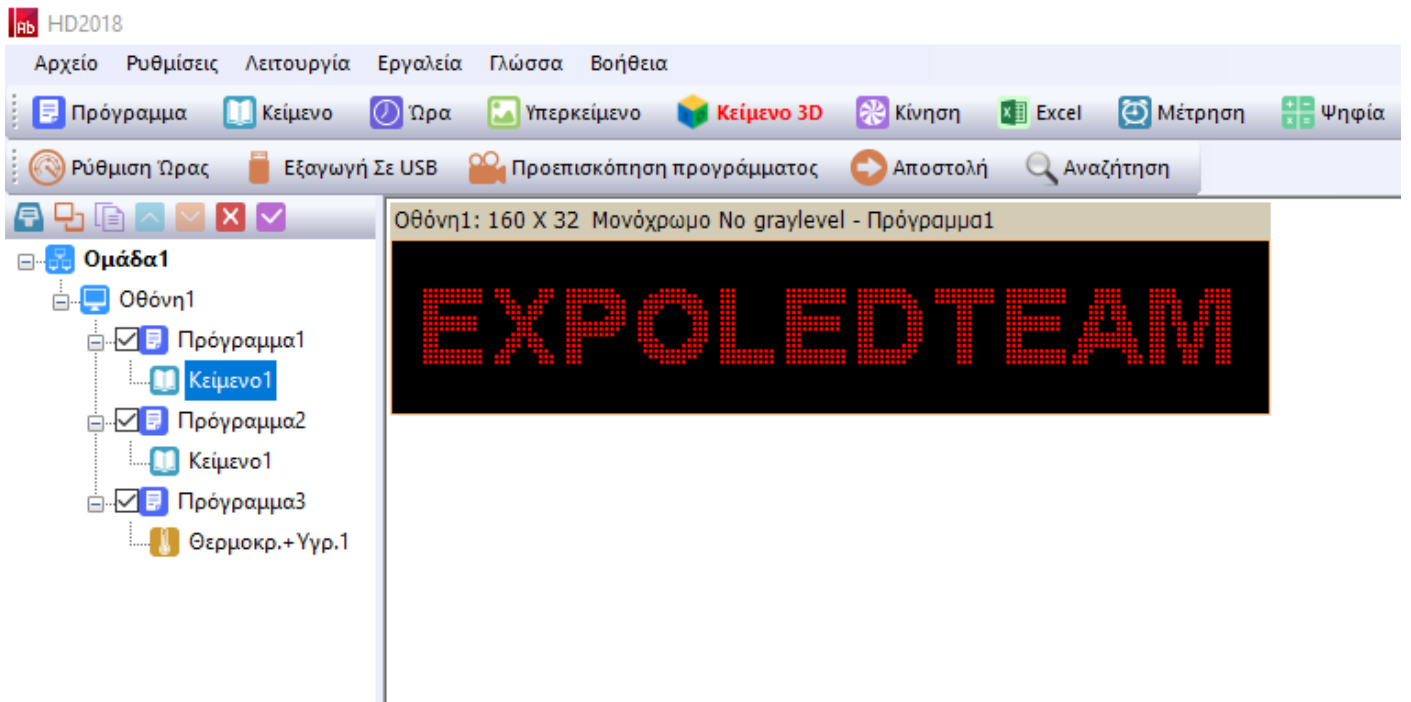 Ab HD2018
Αρχείο Ρυθμίσεις Λειτουργία Εργαλεία Γλώσσα Βοήθεια
Πρόγραμμα Κείμενο Ώρα Υπερκείμενο Κείμενο 3D Κίνηση Excel Μέτρηση Ψηφία
Ρύθμιση Ώρας Εξαγωγή Σε USB Προεπισκόπηση προγράμματος Αποστολή Αναζήτηση
Οθόνη1: 160 X 32 Μονόχρωμο No graylevel - Πρόγραμμα1
EXPOLEDTEAM
Ομάδα1
Οθόνη1
Πρόγραμμα1
Κείμενο1
Πρόγραμμα2
Κείμενο1
Πρόγραμμα3
Θερμοκρ.+Υγρ.1